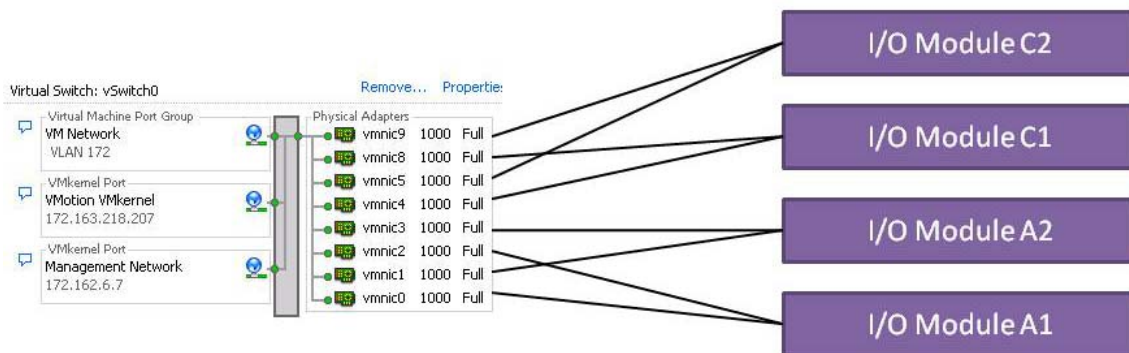 Virtual Switch: vSwitch0
Remove... Properties
Virtual Machine Port Group
VM Network
VLAN 172
VMkernel Port
VMotion VMkernel
172.163.218.207
VMkernel Port
Management Network
172.162.6.7
Physical Adapters
vmnic9 1000 Full
vmnic8 1000 Full
vmnic5 1000 Full
vmnic4 1000 Full
vmnic3 1000 Full
vmnic2 1000 Full
vmnic1 1000 Full
vmnic0 1000 Full
I/O Module C2
I/O Module C1
I/O Module A2
I/O Module A1